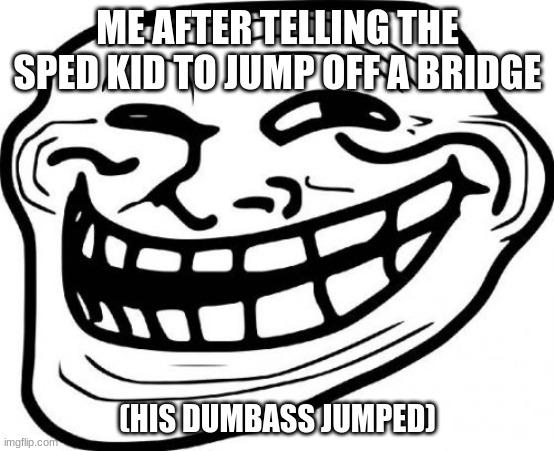 ME AFTER TELLING THE
SPED KID TO JUMP OFF A BRIDGE
(HIS DUMBASS JUMPED)
imgflip.com